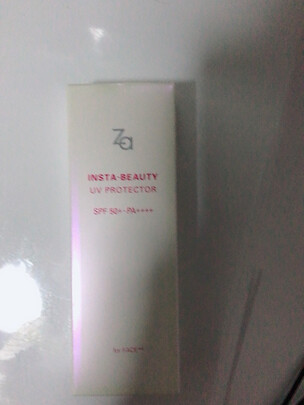 Za
INSTA-BEAUTY
UV PROTECTOR
SPF 50+・PA++++